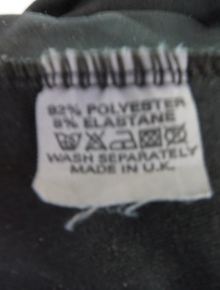 92% POLYESTER
8% ELASTANE
WASH SEPARATELY
MADE IN U.K.